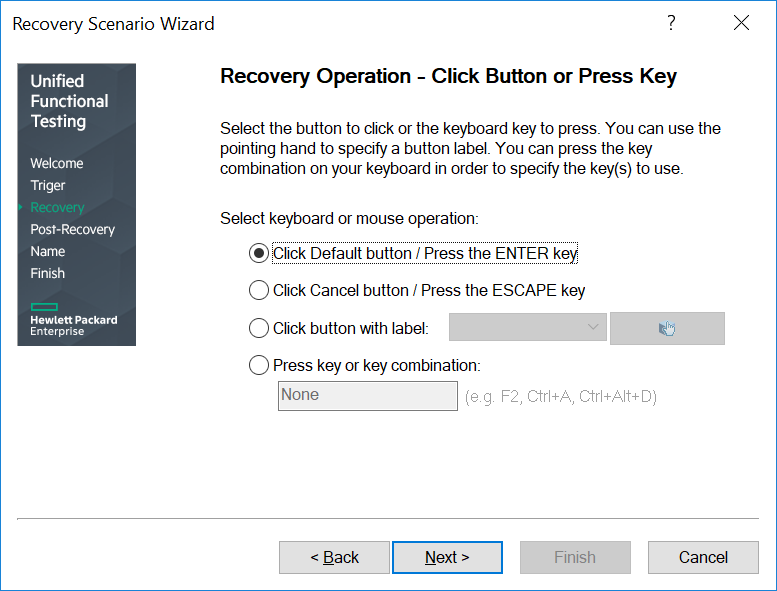 Recovery Scenario Wizard
?
Unified
Functional
Testing
Welcome
Triger
Recovery
Post-Recovery
Name
Finish
Hewlett Packard
Enterprise
Recovery Operation - Click Button or Press Key
Select the button to click or the keyboard key to press. You can use the
pointing hand to specify a button label. You can press the key
combination on your keyboard in order to specify the key(s) to use.
Select keyboard or mouse operation:
Click Default button / Press the ENTER key
Click Cancel button / Press the ESCAPE key
Click button with label:
Press key or key combination:
None (e.g. F2, Ctrl+A, Ctrl+Alt+D)
< Back Next > Finish Cancel